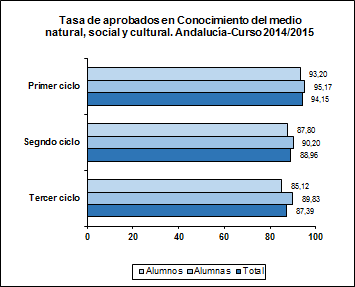 Tasa de aprobados en Conocimiento del medio
natural, social y cultural. Andalucía-Curso 2014/2015
Primer ciclo
93,20
95,17
94,15
Segndo ciclo
87,80
90,20
88,96
Tercer ciclo
85,12
89,83
87,39
0 20 40 60 80 100
Alumnos Alumnas Total